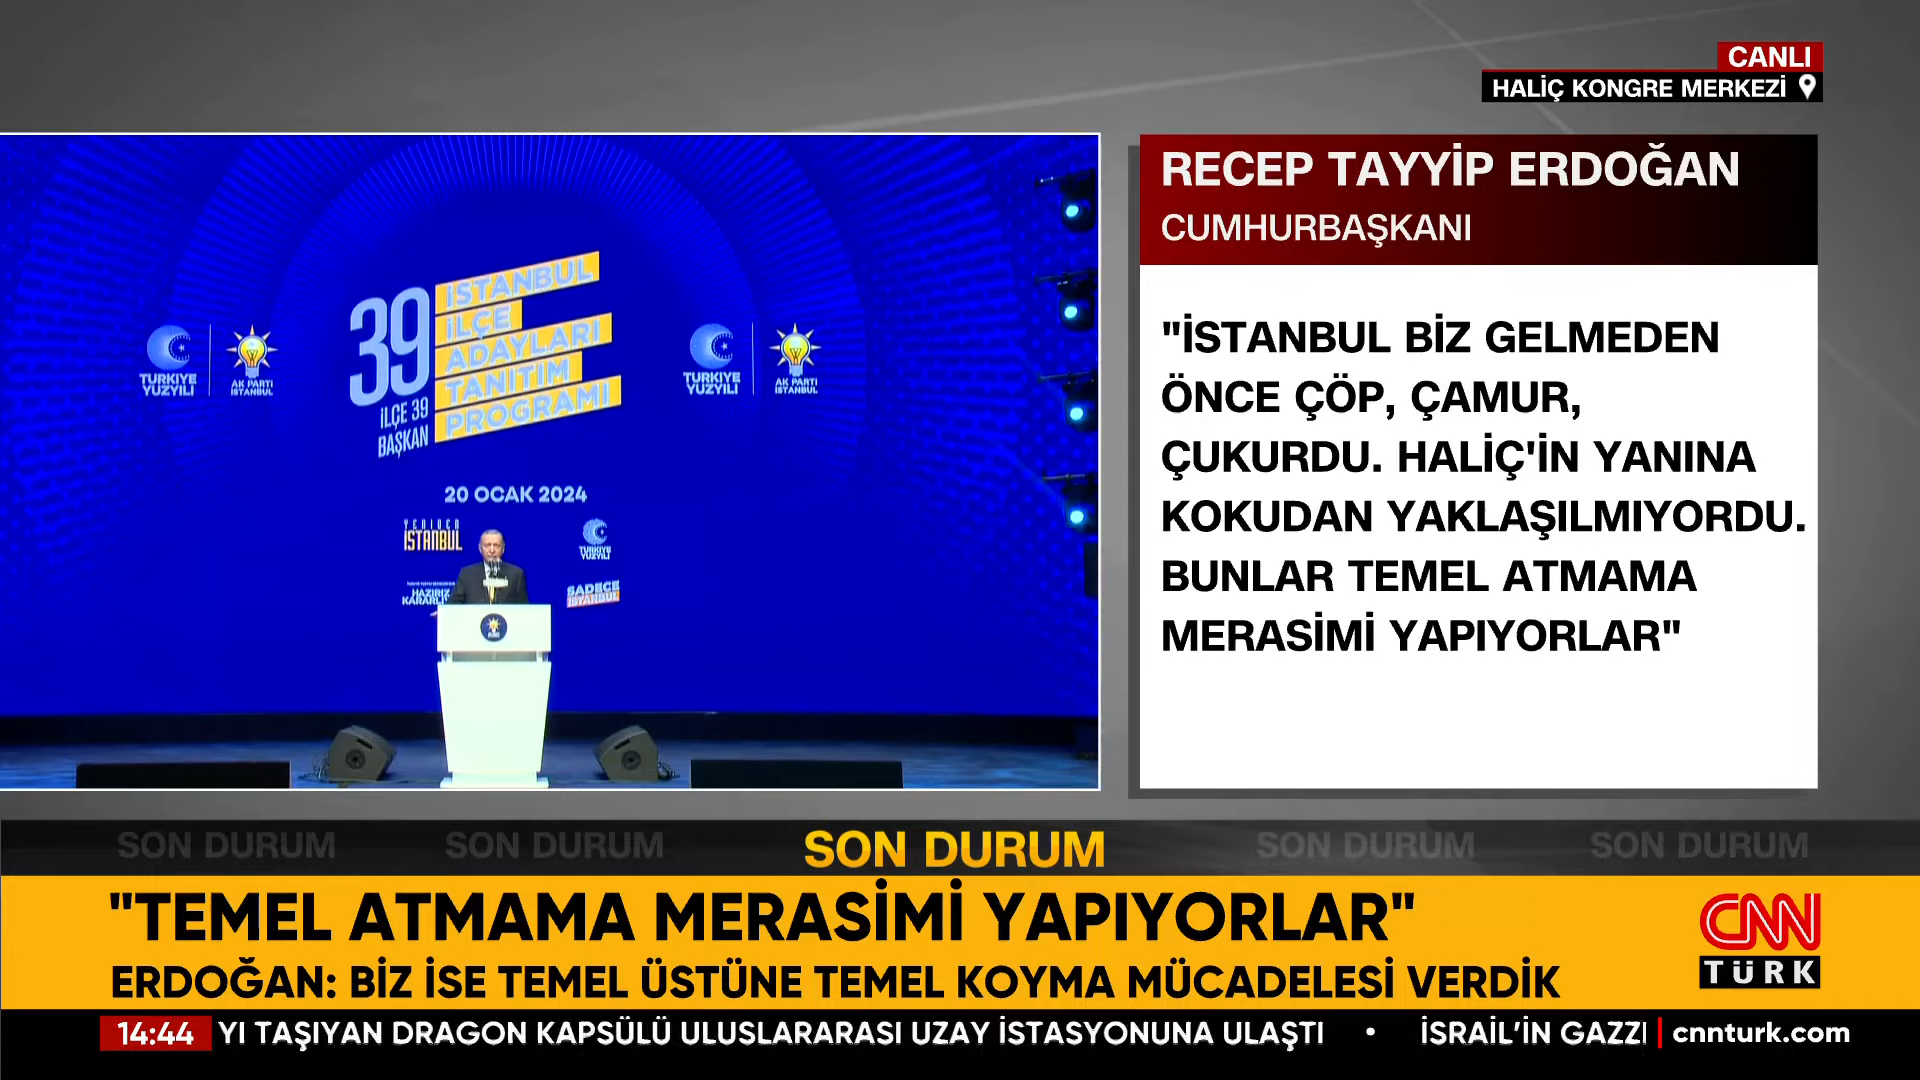 CANLI
HALİÇ KONGRE MERKEZİ
RECEP TAYYİP ERDOĞAN
CUMHURBAŞKANI
"İSTANBUL BİZ GELMEDEN
ÖNCE ÇÖP, ÇAMUR,
ÇUKURDU. HALİÇ'İN YANINA
KOKUDAN YAKLAŞILMIYORDU.
BUNLAR TEMEL ATMAMA
MERASİMİ YAPIYORLAR"
39
İLÇE 39
BAŞKAN
İSTANBUL
İLÇE
ADAYLARI
TANITIM
PROGRAMI
TÜRKİYE
YÜZYILI
AK PARTİ
İSTANBUL
TÜRKİYE
YÜZYILI
AK PARTİ
İSTANBUL
20 OCAK 2024
YENİDEN
İSTANBUL
TÜRKİYE
YÜZYILI
HAZIRIZ
SADECE
İSTANBUL
SON DURUM SON DURUM SON DURUM SON DURUM SON DURUM
"TEMEL ATMAMA MERASİMİ YAPIYORLAR"
ERDOĞAN: BİZ İSE TEMEL ÜSTÜNE TEMEL KOYMA MÜCADELESİ VERDİK
CNN
TÜRK
14:44 YI TAŞIYAN DRAGON KAPSÜLÜ ULUSLARARASI UZAY İSTASYONUNA ULAŞTI • İSRAİL'İN GAZZ cnnturk.com